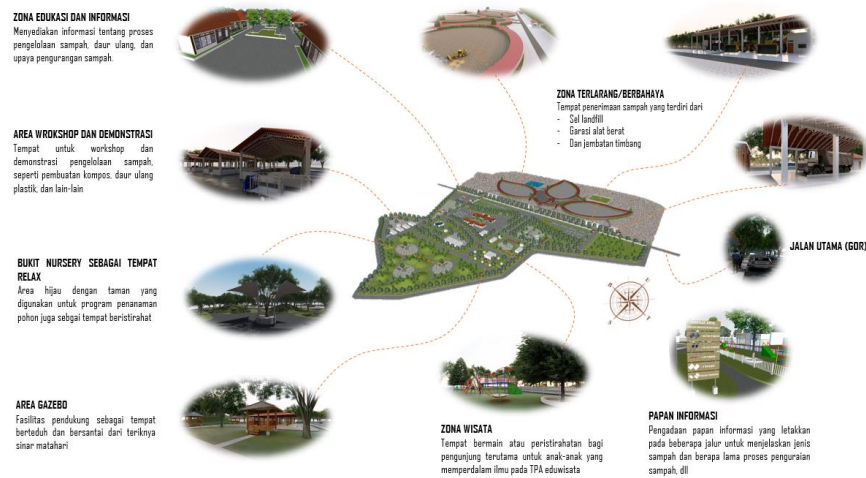 ZONA EDUKASI DAN INFORMASI
Menyediakan informasi tentang proses
pengelolaan sampah, daur ulang, dan
upaya pengurangan sampah.
AREA WROKSHOP DAN DEMONSTRASI
Tempat untuk workshop dan
demonstrasi pengelolaan sampah,
seperti pembuatan kompos, daur ulang
plastik, dan lain-lain
BUKIT NURSERY SEBAGAI TEMPAT
RELAX
Area hijau dengan taman yang
digunakan untuk program penanaman
pohon juga sebgai tempat beristirahat
AREA GAZEBO
Fasilitas pendukung sebagai tempat
berteduh dan bersantai dari teriknya
sinar matahari
ZONA TERLARANG/BERBAHAYA
Tempat penerimaan sampah yang terdiri dari
- Sel landfill
- Garasi alat berat
- Dan jembatan timbang
JALAN UTAMA (GOR)
ZONA WISATA
Tempat bermain atau peristirahatan bagi
pengunjung terutama untuk anak-anak yang
memperdalam ilmu pada TPA eduwisata
PAPAN INFORMASI
Pengadaan papan informasi yang letakkan
pada beberapa jalur untuk menjelaskan jenis
sampah dan berapa lama proses penguraian
sampah, dll